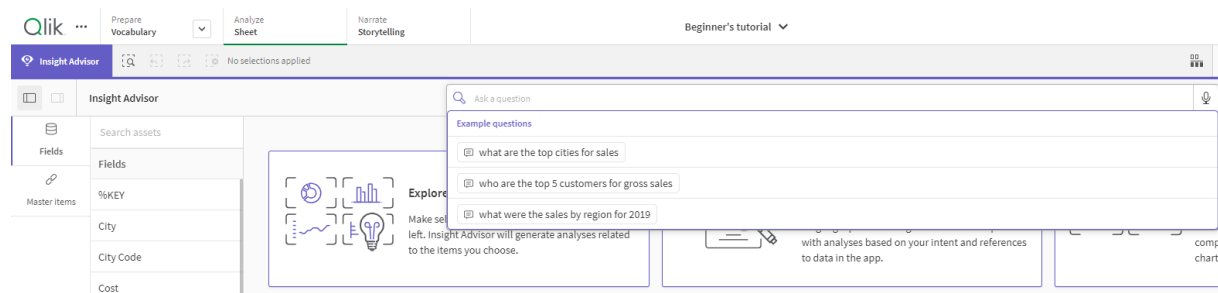 Qlik
Prepare
Vocabulary
Analyze
Sheet
Narrate
Storytelling
Beginner's tutorial
Insight Advisor
No selections applied
Insight Advisor
Ask a question
Fields
Master items
Search assets
Fields
%KEY
City
City Code
Cost
Example questions
what are the top cities for sales
who are the top 5 customers for gross sales
what were the sales by region for 2019
Explore
Make sel
left. Insight Advisor will generate analyses related
to the items you choose.
with analyses based on your intent and references
to data in the app.
comp
chart